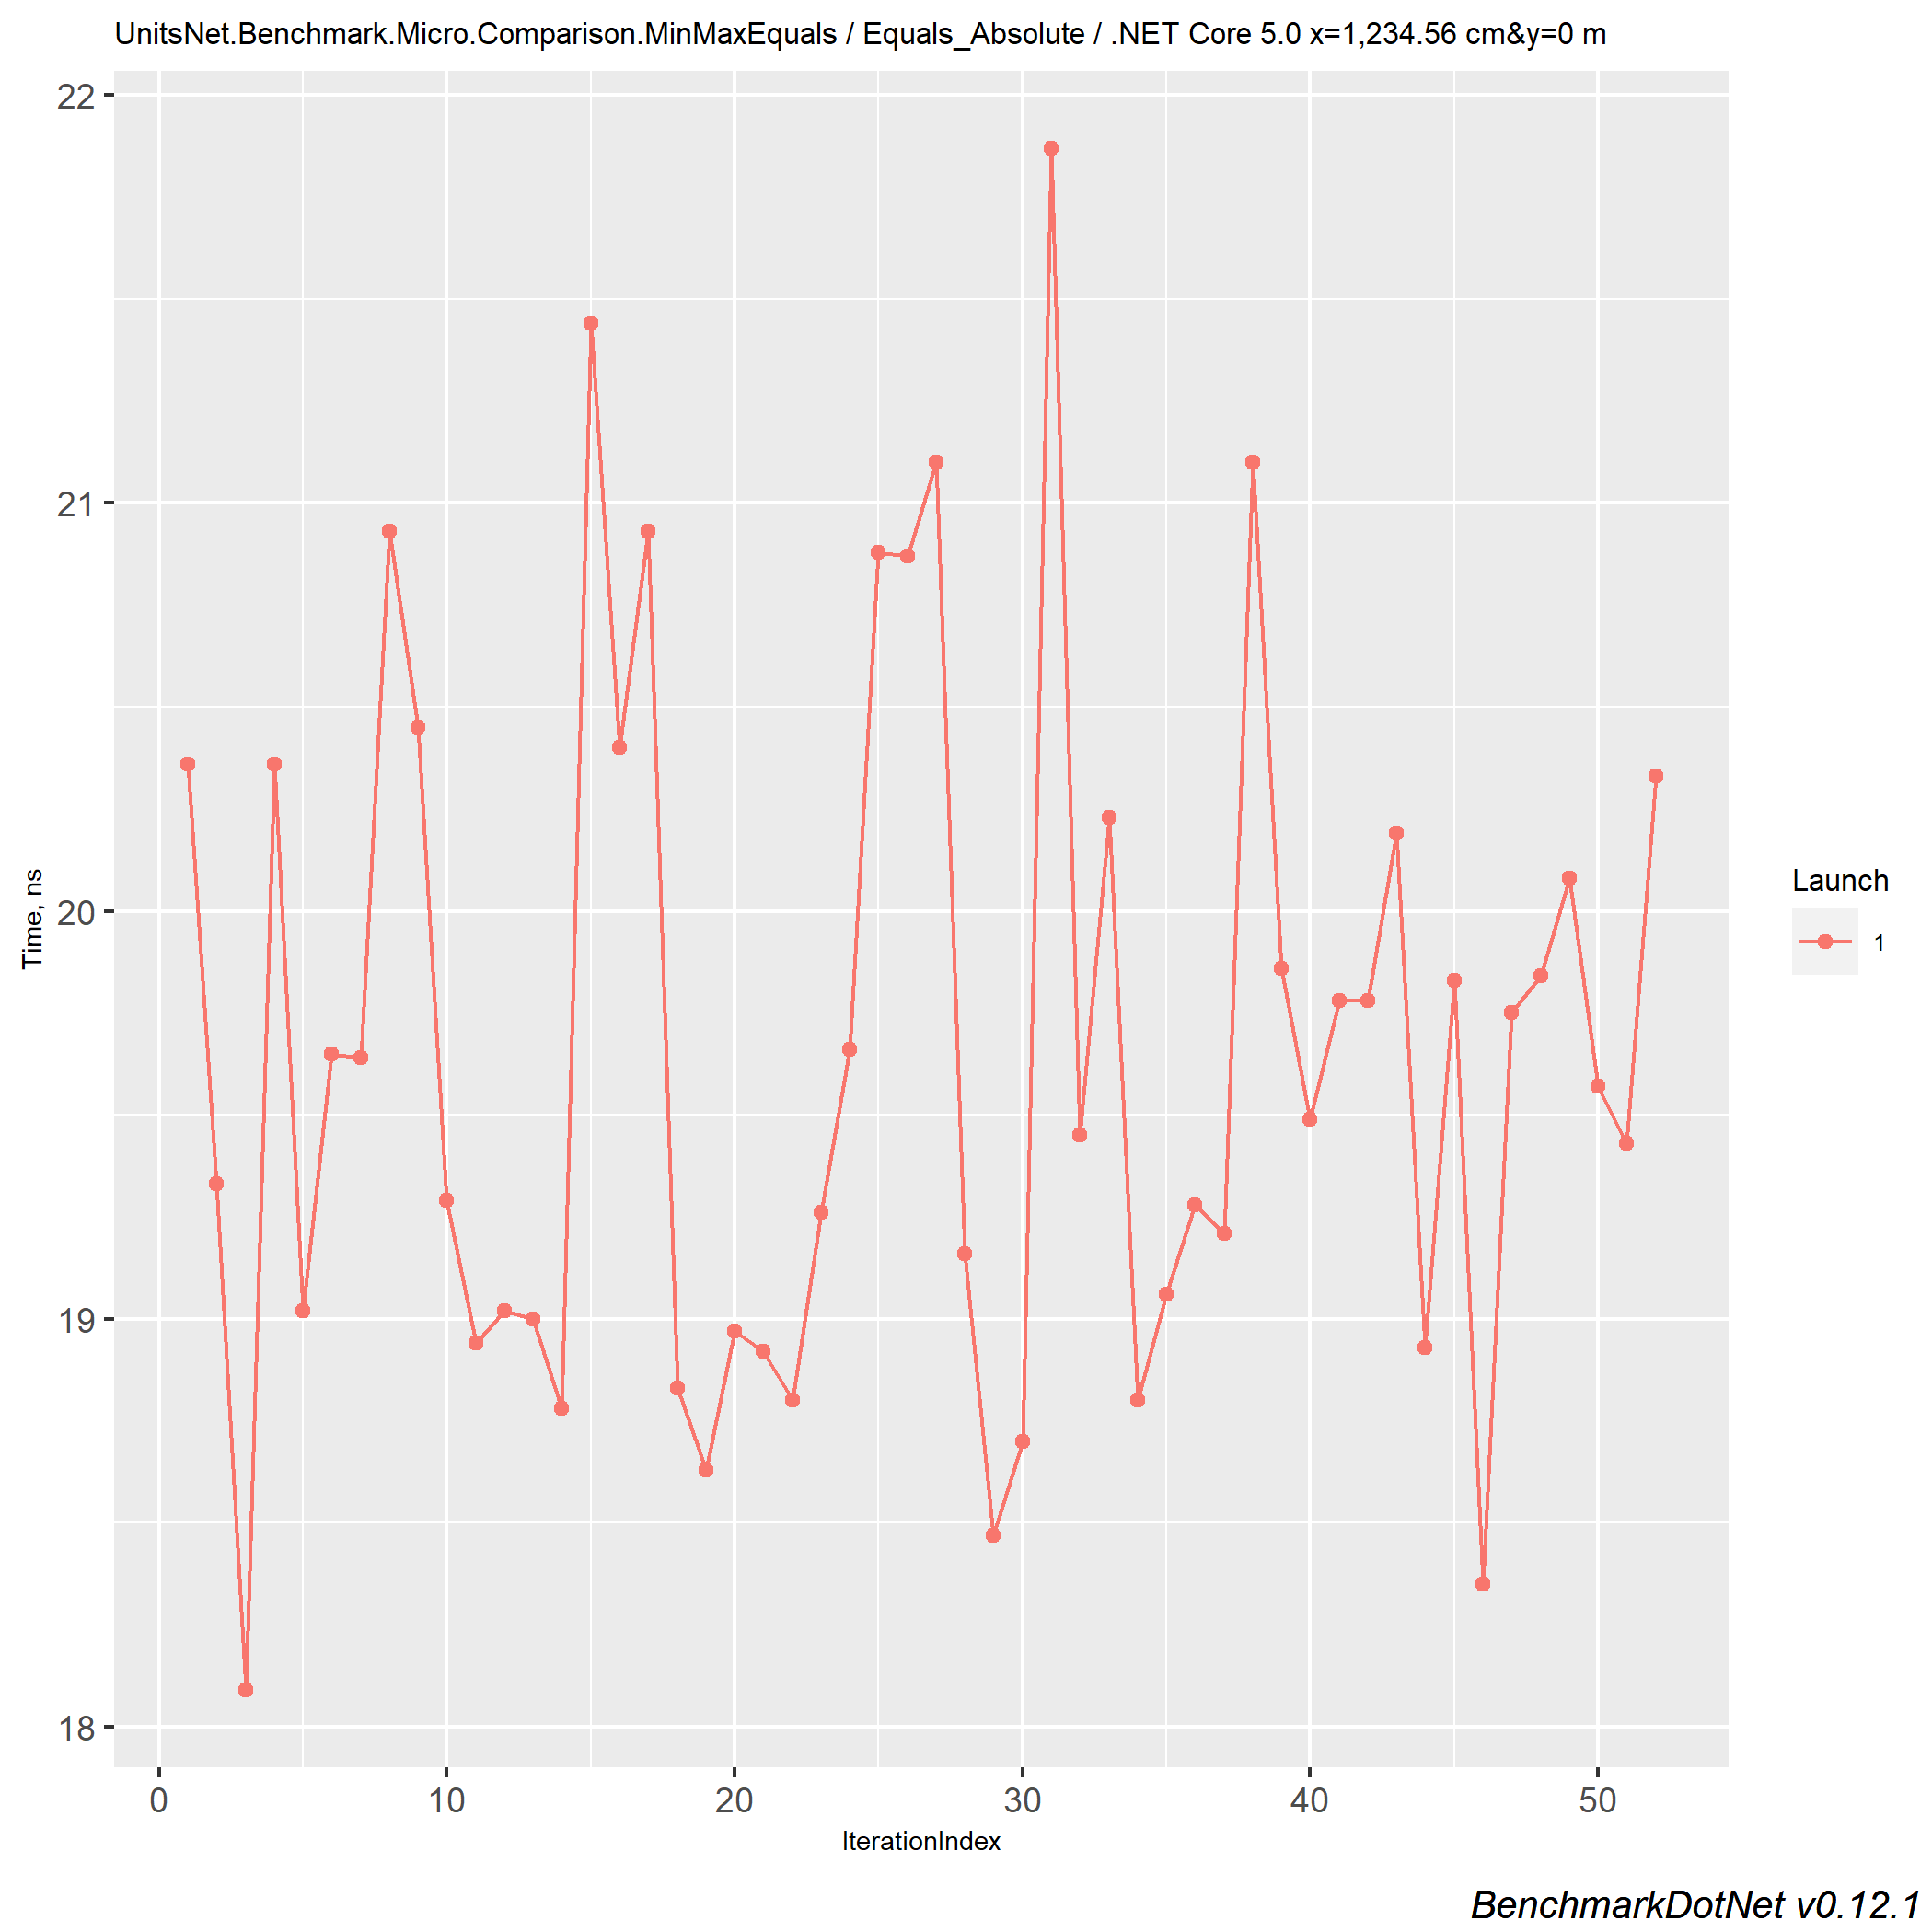 UnitsNet.Benchmark.Micro.Comparison.MinMaxEquals / Equals_Absolute / .NET Core 5.0 x=1,234.56 cm&y=0 m
22
21
20
19
18
Time, ns
0 10 20 30 40 50
IterationIndex
Launch
1
BenchmarkDotNet v0.12.1